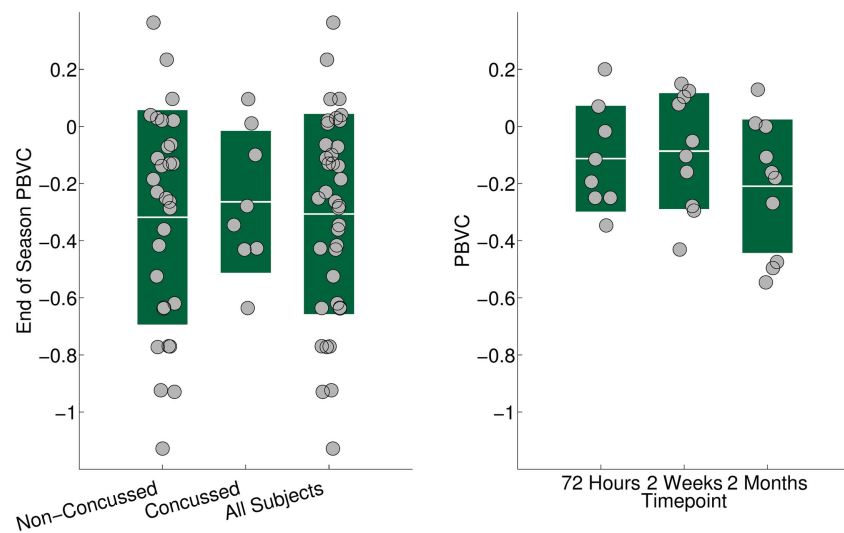 End of Season PBVC
0.2
0
−0.2
−0.4
−0.6
−0.8
−1
Non−Concussed
Concussed
All Subjects
PBVC
0.2
0
−0.2
−0.4
−0.6
−0.8
−1
72 Hours 2 Weeks 2 Months
Timepoint